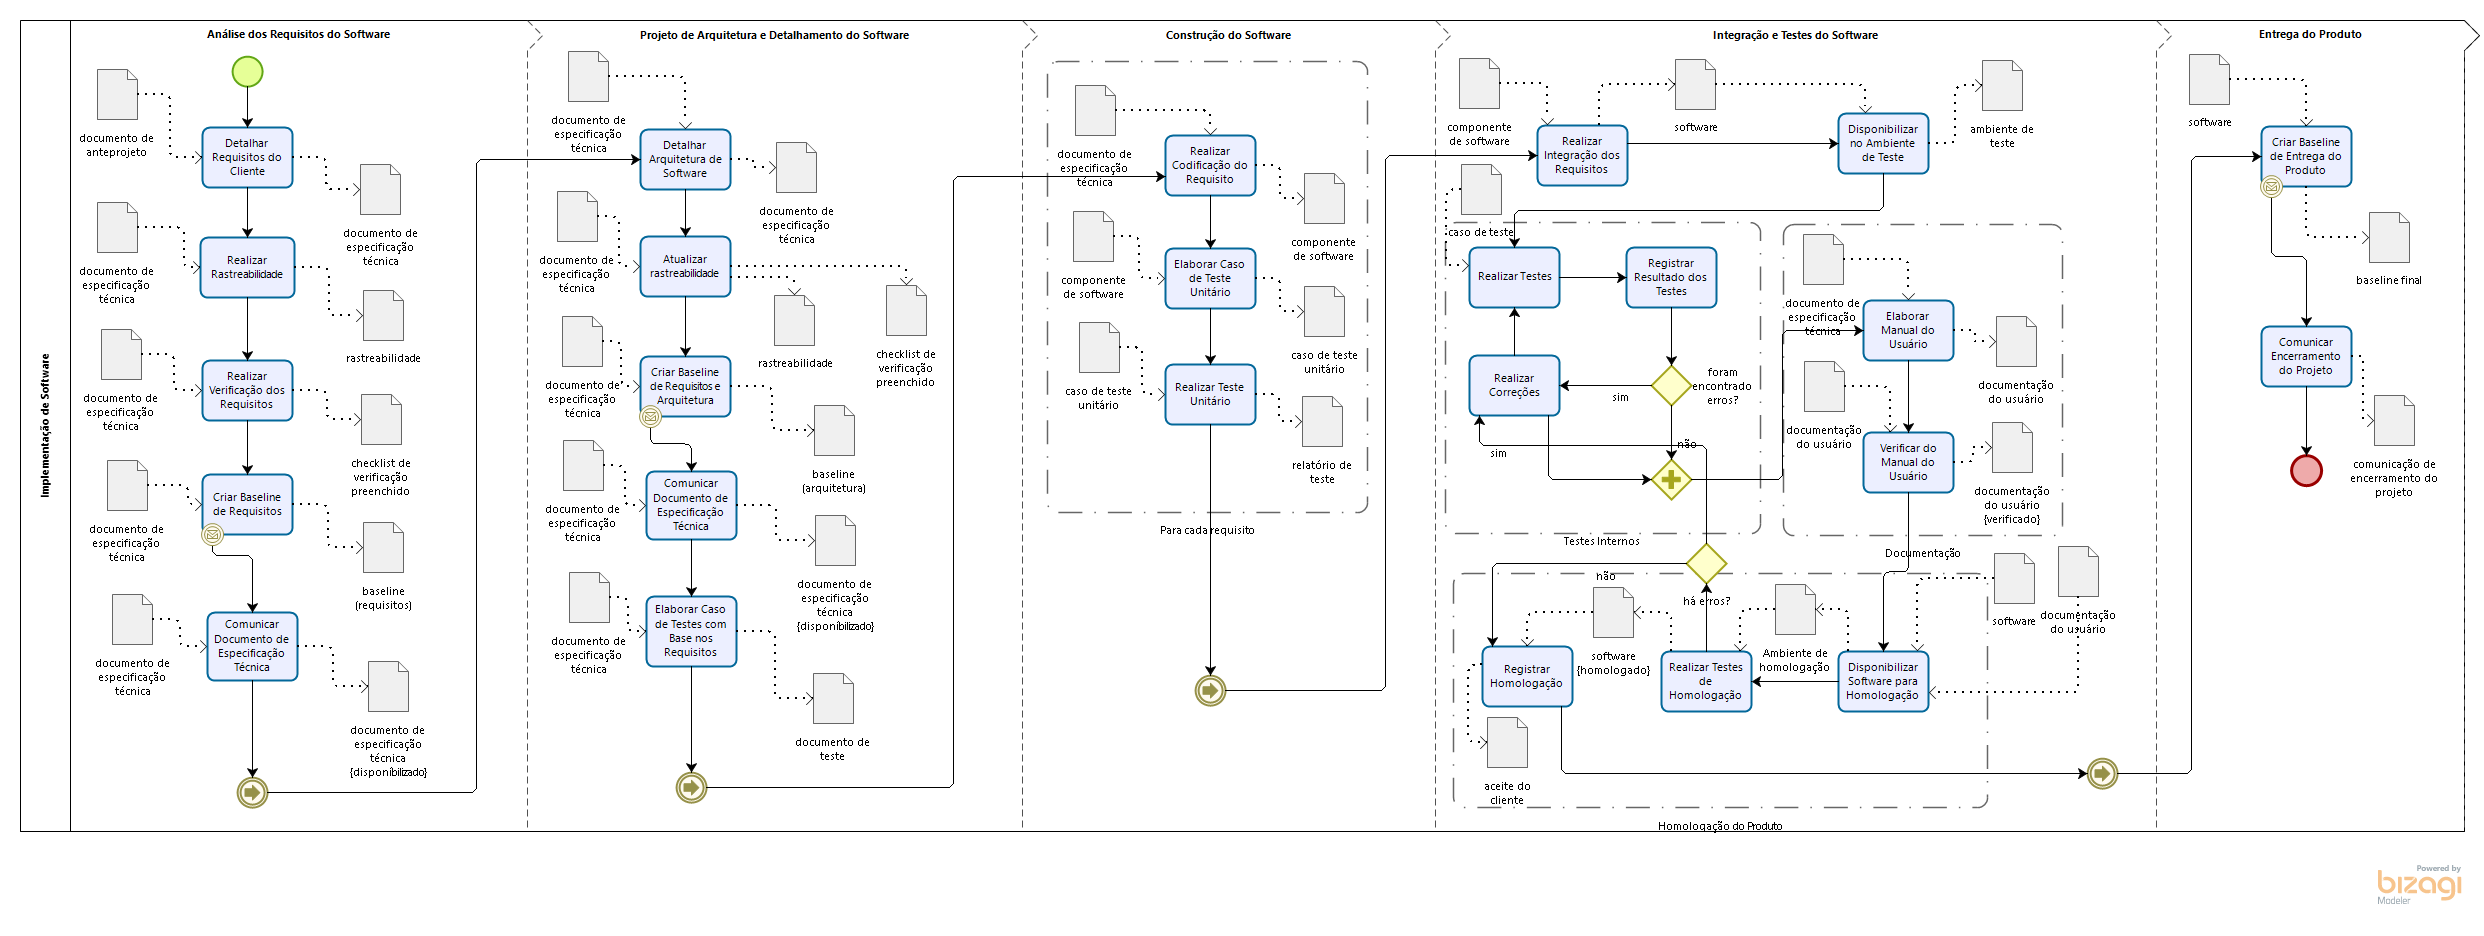 Implementação de Software
Análise dos Requisitos do Software
documento de
anteprojeto
Detalhar
Requisitos do
Cliente
documento de
especificação
técnica
documento de
especificação
técnica
Realizar
Rastreabilidade
rastreabilidade
documento de
especificação
técnica
Realizar
Verificação dos
Requisitos
checklist de
verificação
preenchido
documento de
especificação
técnica
Criar Baseline
de Requisitos
baseline
(requisitos)
documento de
especificação
técnica
Comunicar
Documento de
Especificação
Técnica
documento de
especificação
técnica
{disponíbilizado}
Projeto de Arquitetura e Detalhamento do Software
documento de
especificação
técnica
Detalhar
Arquitetura de
Software
documento de
especificação
técnica
documento de
especificação
técnica
Atualizar
rastreabilidade
rastreabilidade
checklist de
verificação
preenchido
documento de
especificação
técnica
Criar Baseline
de Requisitos e
Arquitetura
baseline
(arquitetura)
documento de
especificação
técnica
Comunicar
Documento de
Especificação
Técnica
documento de
especificação
técnica
{disponíbilizado}
documento de
especificação
técnica
Elaborar Caso
de Testes com
Base nos
Requisitos
documento de
teste
Construção do Software
documento de
especificação
técnica
Realizar
Codificação do
Requisito
componente
de software
componente
de software
Elaborar Caso
de Teste
Unitário
caso de teste
unitário
caso de teste
unitário
Realizar Teste
Unitário
relatório de
teste
Para cada requisito
Integração e Testes do Software
componente
de software
Realizar
Integração dos
Requisitos
software
Disponibilizar
no Ambiente
de Teste
ambiente de
teste
caso de teste
Realizar Testes
Registrar
Resultado dos
Testes
Realizar
Correções
sim
foram
encontrado
erros?
não
sim
Testes Internos
documento de
especificação
técnica
Elaborar
Manual do
Usuário
documentação
do usuário
documentação
do usuário
Verificar do
Manual do
Usuário
documentação
do usuário
{verificado}
Documentação
não
há erros?
software
documentação
do usuário
software
{homologado}
Ambiente de
homologação
Registrar
Homologação
Realizar Testes
de
Homologação
Disponibilizar
Software para
Homologação
aceite do
cliente
Homologação do Produto
Entrega do Produto
software
Criar Baseline
de Entrega do
Produto
baseline final
Comunicar
Encerramento
do Projeto
comunicação de
encerramento do
projeto
Powered by
bizagi
Modeler